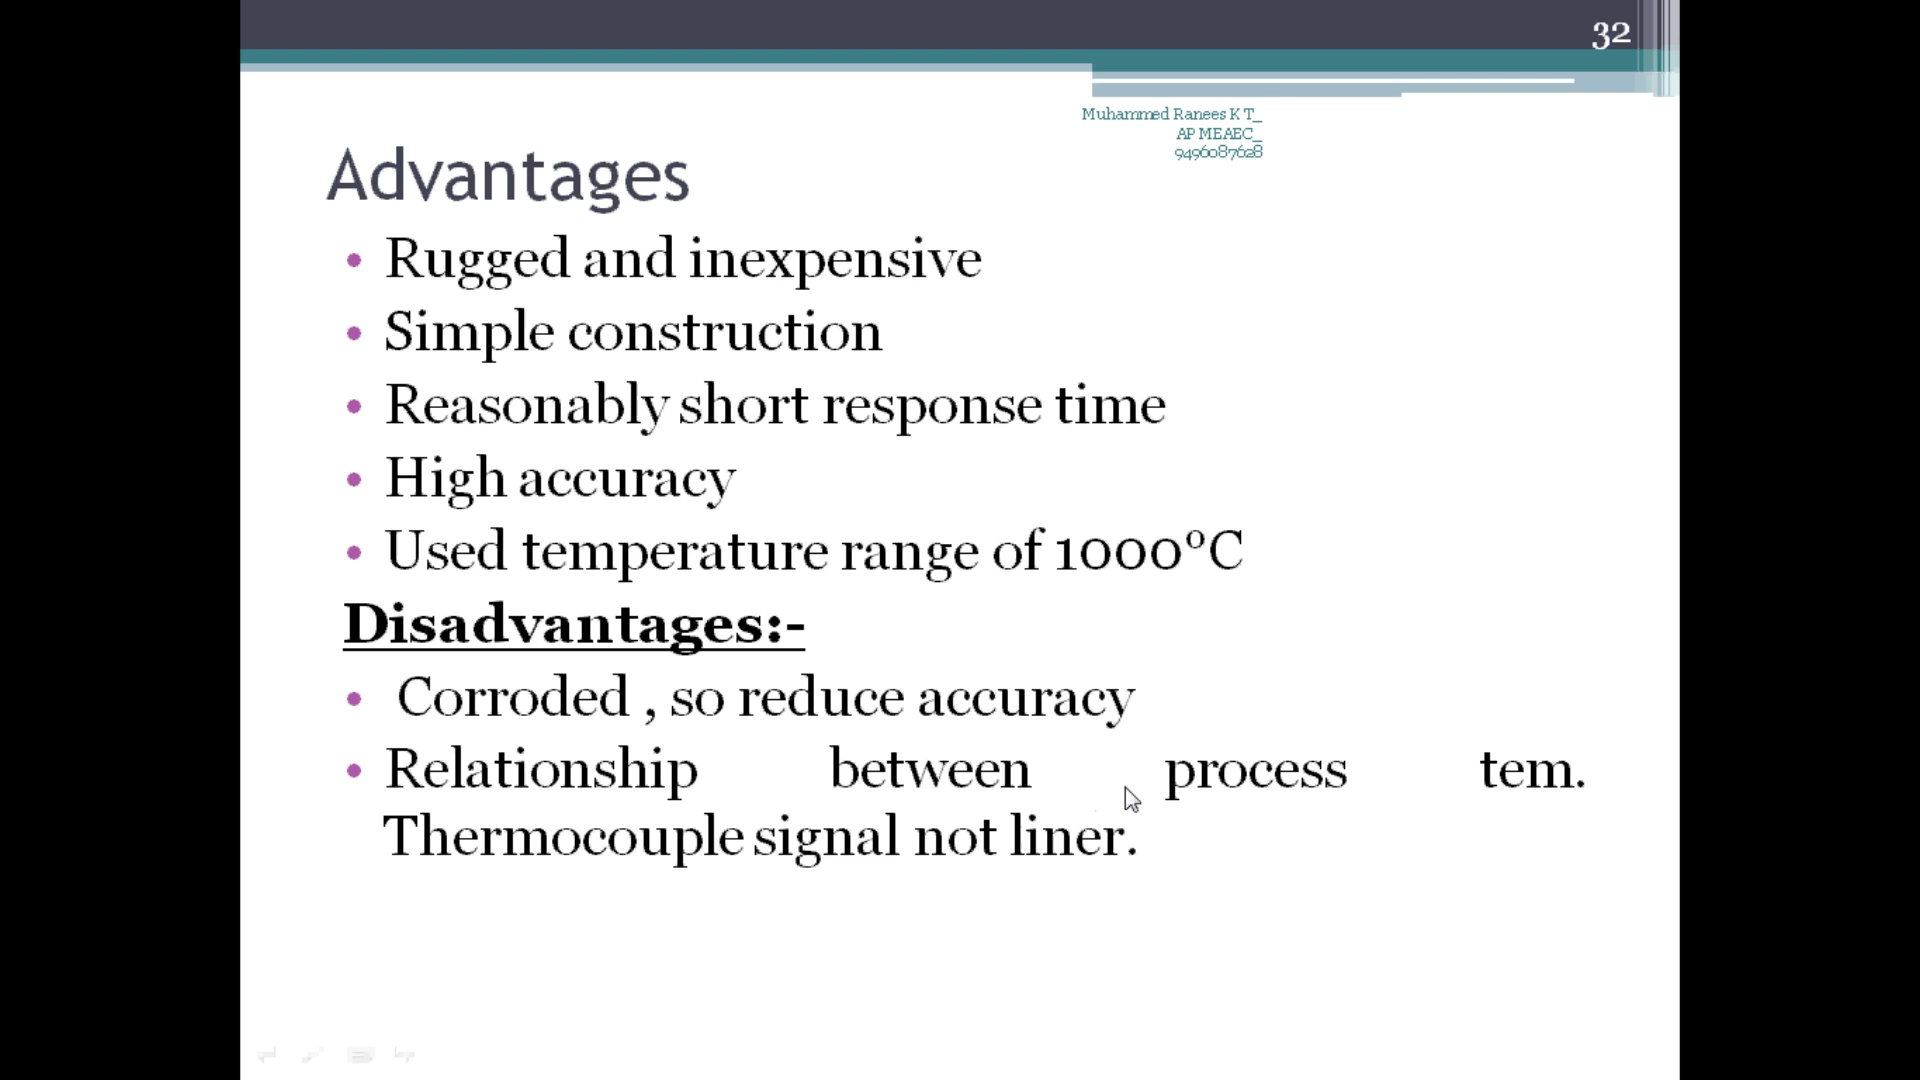 32
Muhammed Ranees K T_
AP MEAEC_
9496087628
Advantages
• Rugged and inexpensive
• Simple construction
• Reasonably short response time
• High accuracy
• Used temperature range of 1000°C
Disadvantages:-
• Corroded , so reduce accuracy
• Relationship between process tem.
Thermocouple signal not liner.